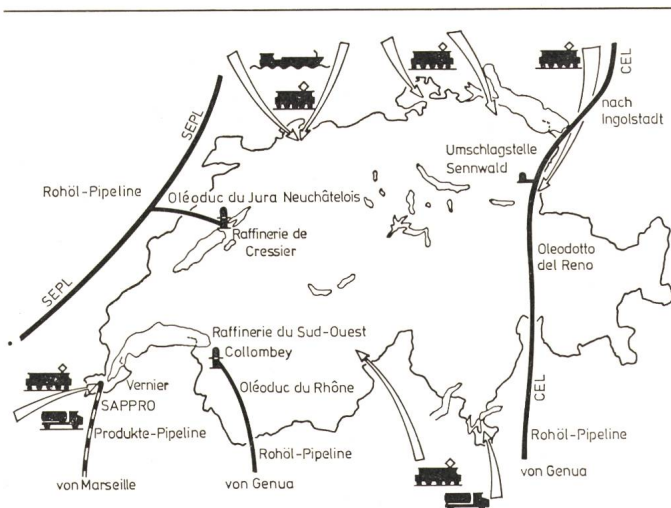 CEL
nach
Ingolstadt
SEPL
Umschlagstelle
Sennwald
Rohöl-Pipeline
Oléoduc du Jura Neuchâtelois
Raffinerie de
Cressier
Oleodotto
del Reno
SEPL
Raffinerie du Sud-Ouest
Collombey
Vernier
SAPPRO
Oléoduc du Rhône
CEL
Produkte-Pipeline
Rohöl-Pipeline
Rohöl-Pipeline
von Marseille
von Genua
von Genua